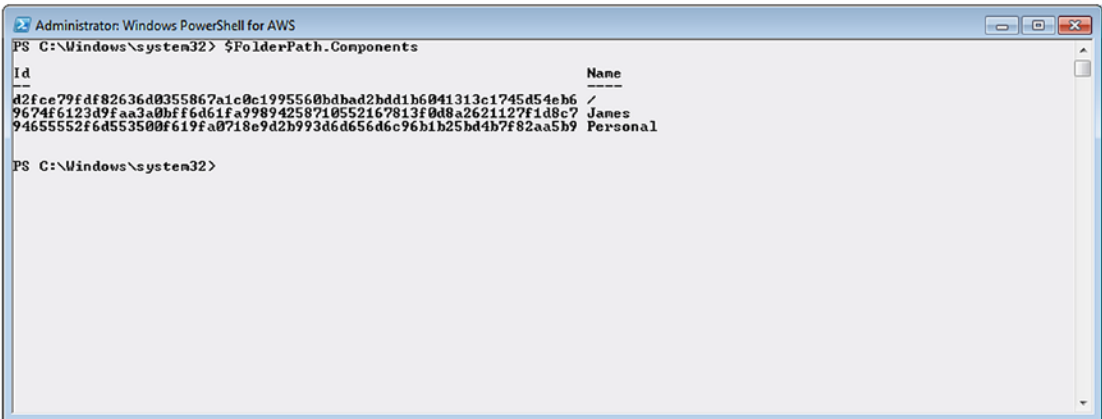 Administrator: Windows PowerShell for AWS
PS C:\Windows\system32> $FolderPath.Components
Id Name
-- ----
d2fce79fdf82636d0355867a1c0c1995560bdbad2bdd1b6041313c1745d54eb6 /
9674f6123d9faa3a0bff6d61fa99894258710552167813f0d8a2621127f1d8c7 James
94655552f6d553500f619fa0718e9d2b993d6d656d6c96b1b25bd4b7f82aa5b9 Personal
PS C:\Windows\system32>